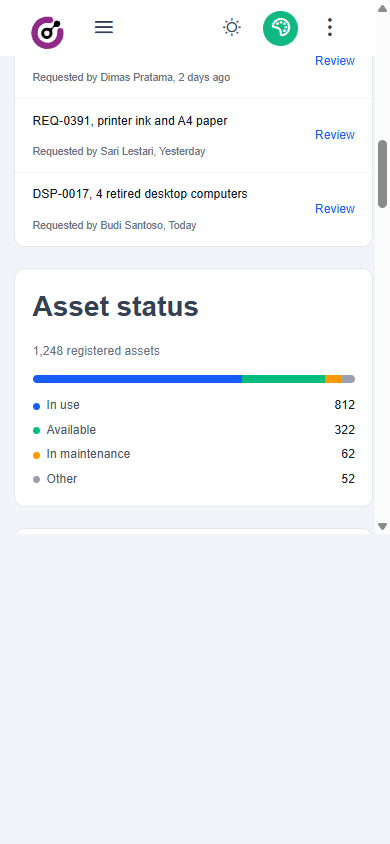 Review
Requested by Dimas Pratama, 2 days ago
REQ-0391, printer ink and A4 paper
Review
Requested by Sari Lestari, Yesterday
DSP-0017, 4 retired desktop computers
Review
Requested by Budi Santoso, Today
Asset status
1,248 registered assets
In use 812
Available 322
In maintenance 62
Other 52